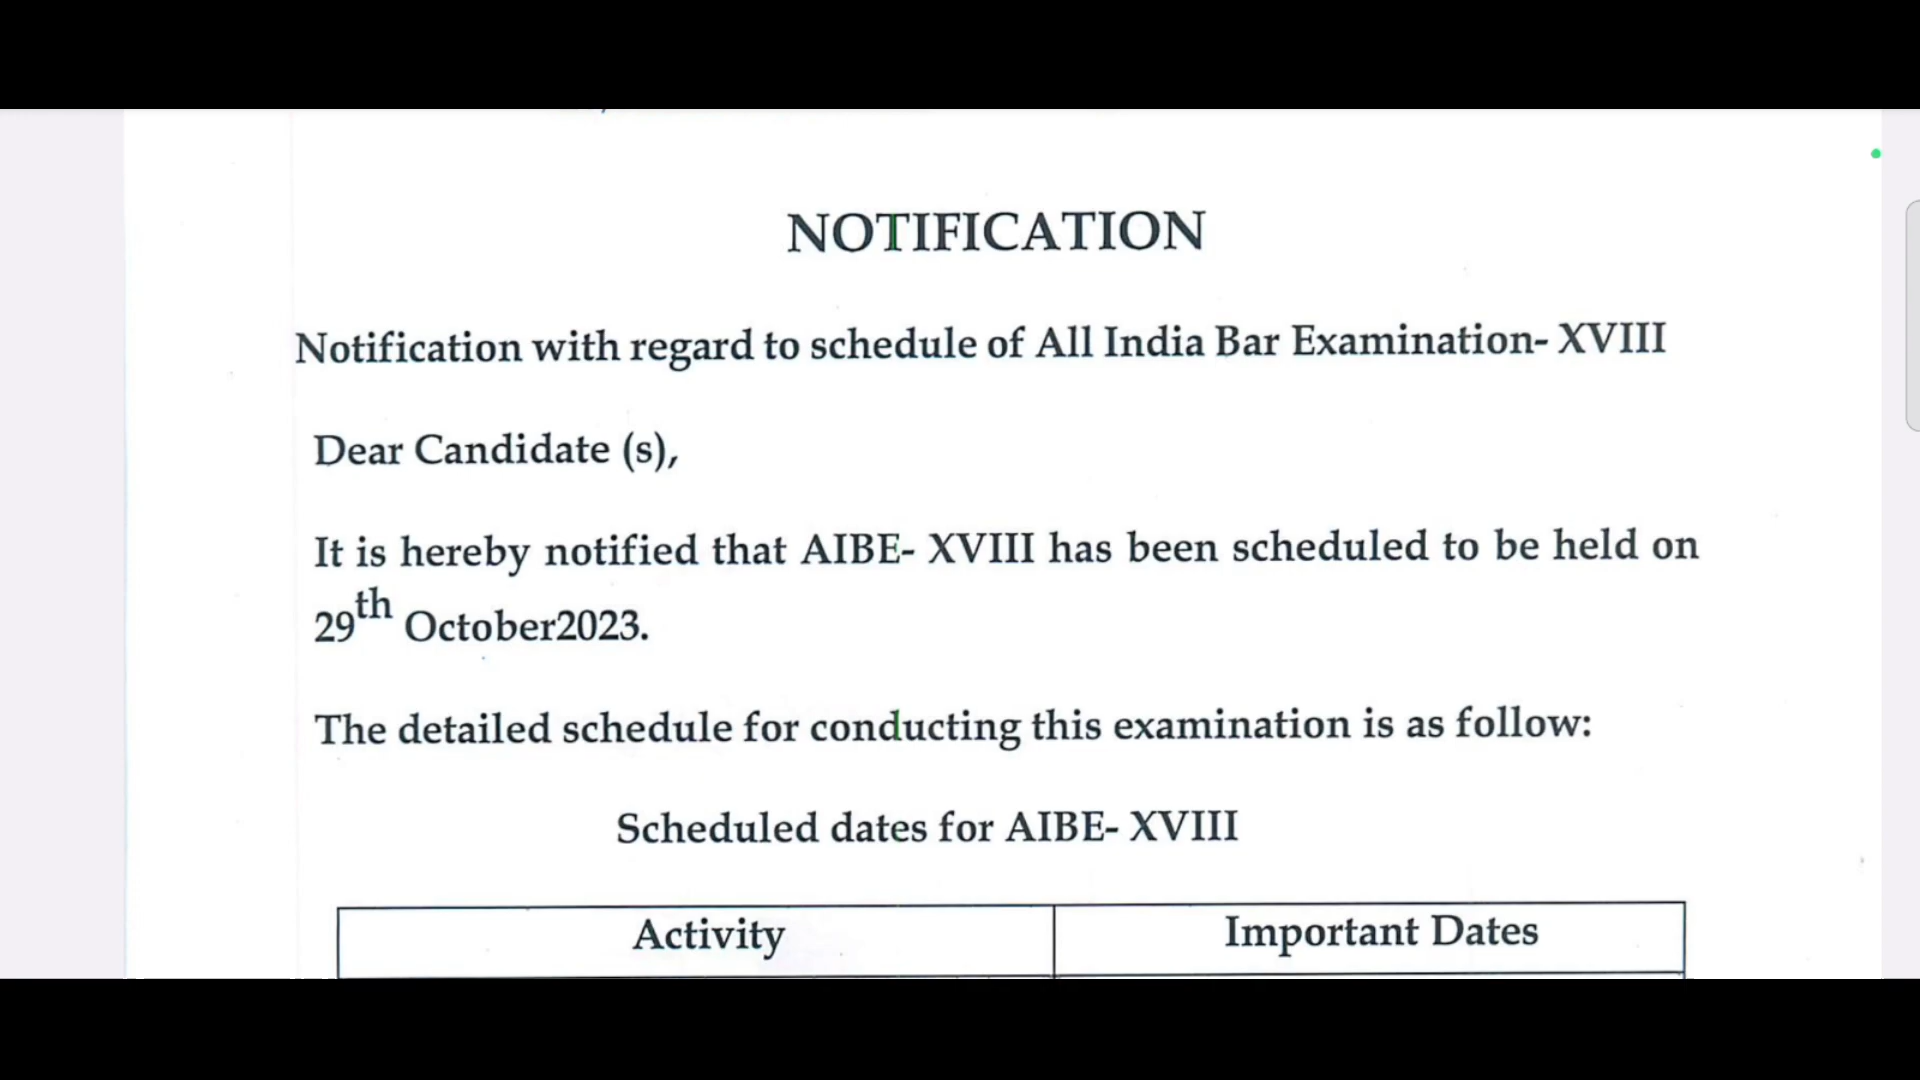 NOTIFICATION
Notification with regard to schedule of All India Bar Examination- XVIII
Dear Candidate (s),
It is hereby notified that AIBE- XVIII has been scheduled to be held on
29th October2023.
The detailed schedule for conducting this examination is as follow:
Scheduled dates for AIBE- XVIII
Activity
Important Dates